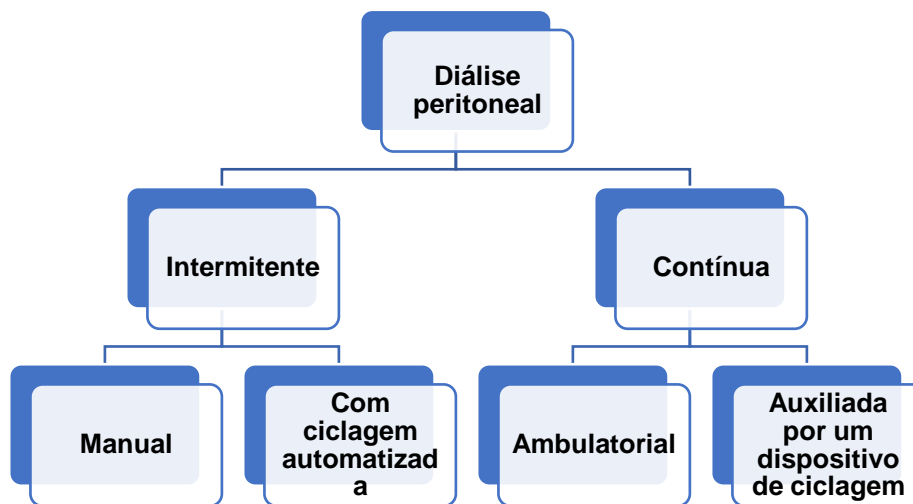 Diálise
peritoneal
Intermitente
Contínua
Manual
Com
ciclagem
automatizad
a
Ambulatorial
Auxiliada
por um
dispositivo
de ciclagem